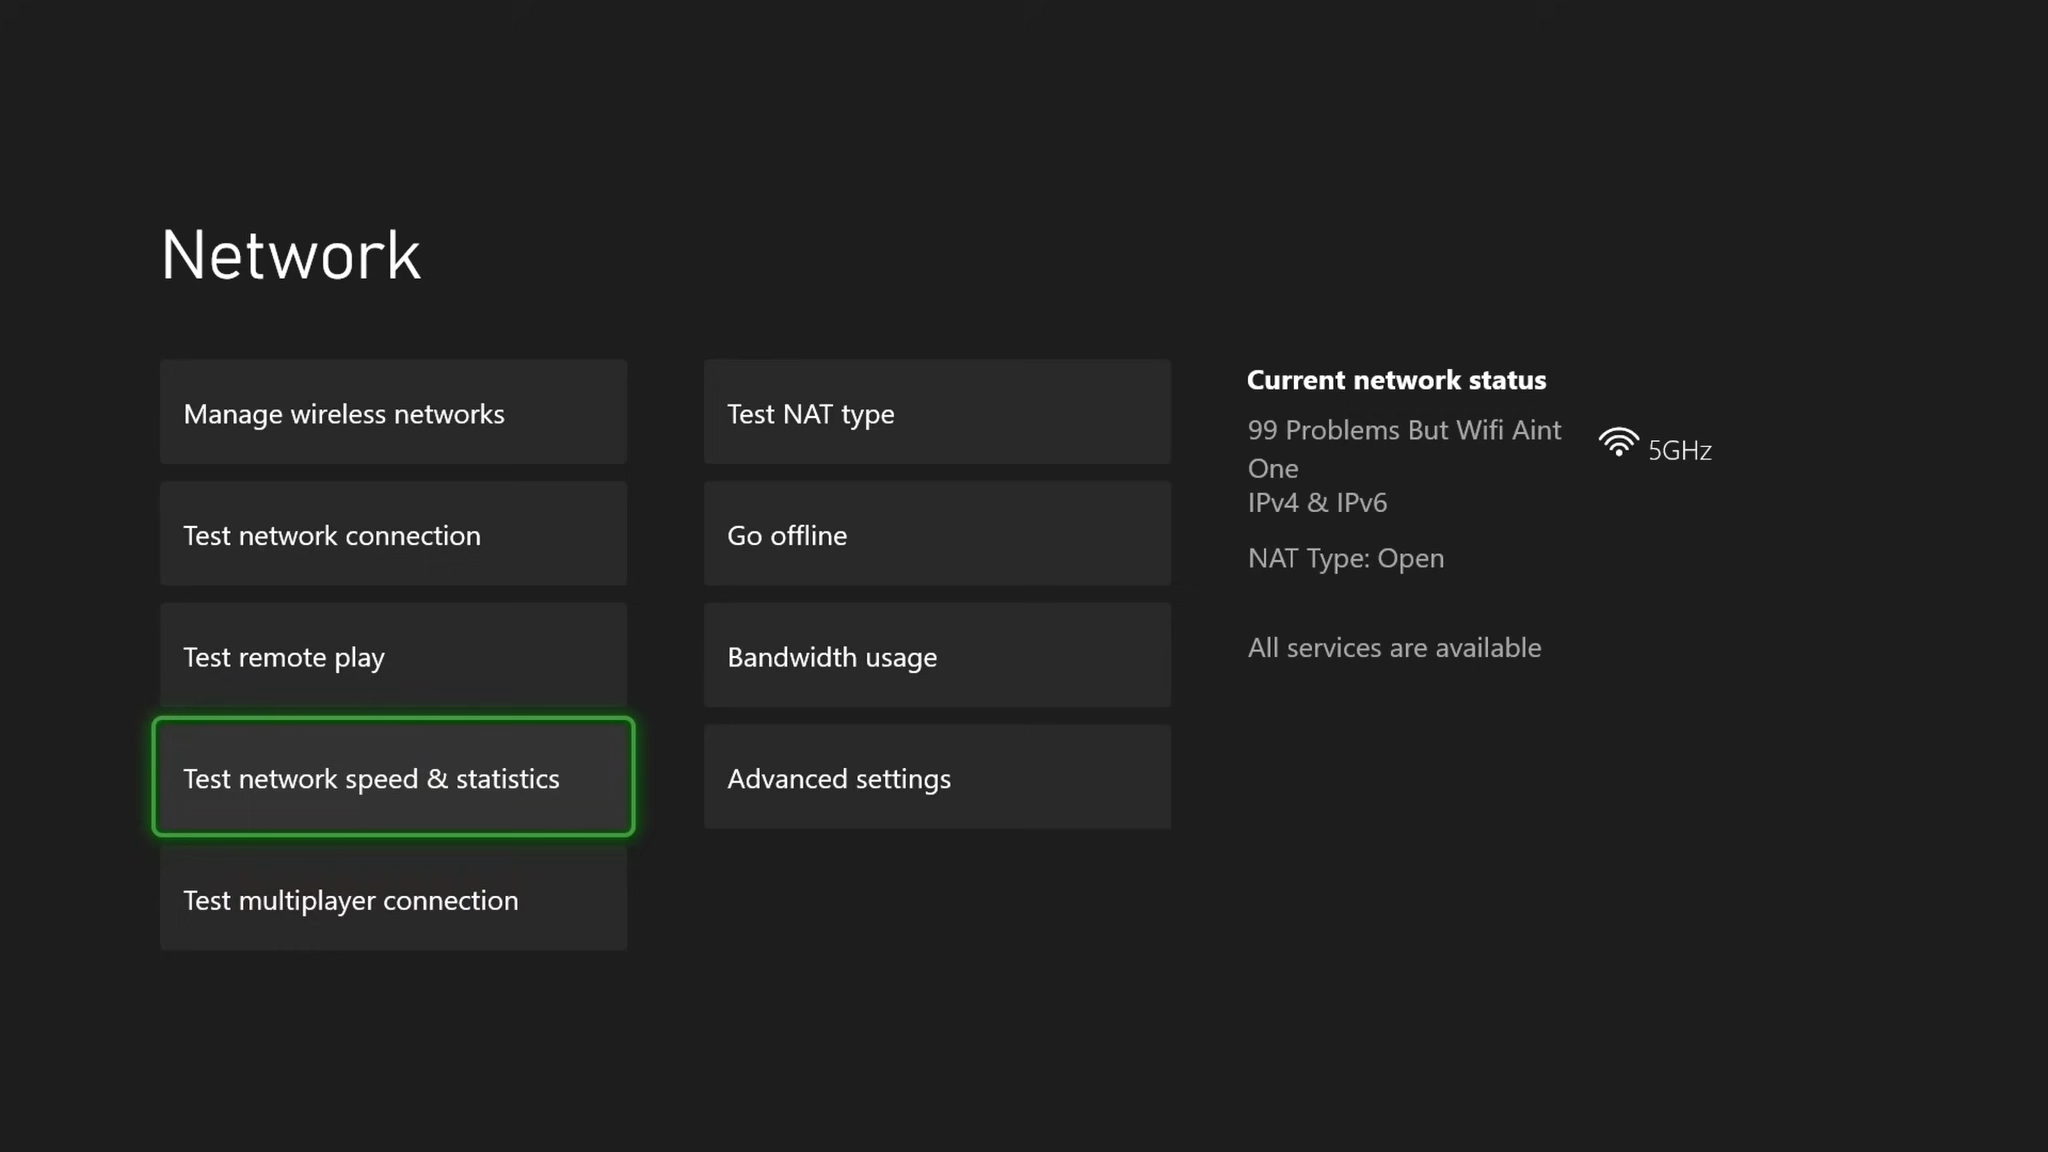 Network
Manage wireless networks
Test network connection
Test remote play
Test network speed & statistics
Test multiplayer connection
Test NAT type
Go offline
Bandwidth usage
Advanced settings
Current network status
99 Problems But Wifi Aint
One
5GHz
IPv4 & IPv6
NAT Type: Open
All services are available